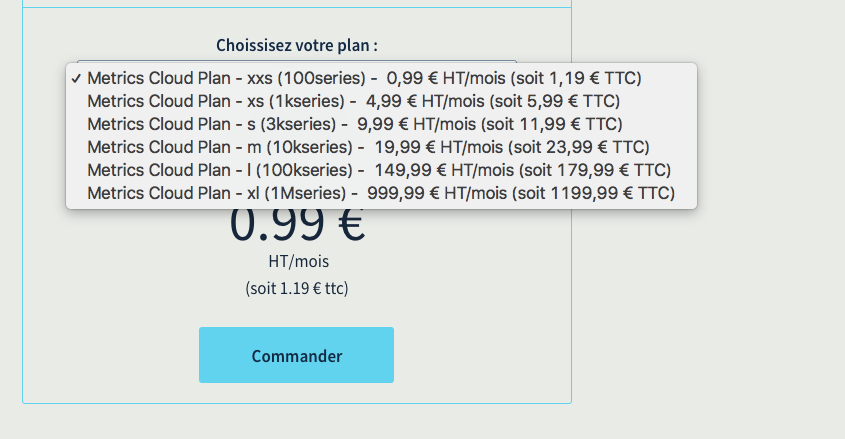 Choissisez votre plan :
✓ Metrics Cloud Plan - xxs (100series) - 0,99 € HT/mois (soit 1,19 € TTC)
Metrics Cloud Plan - xs (1kseries) - 4,99 € HT/mois (soit 5,99 € TTC)
Metrics Cloud Plan - s (3kseries) - 9,99 € HT/mois (soit 11,99 € TTC)
Metrics Cloud Plan - m (10kseries) - 19,99 € HT/mois (soit 23,99 € TTC)
Metrics Cloud Plan - l (100kseries) - 149,99 € HT/mois (soit 179,99 € TTC)
Metrics Cloud Plan - xl (1Mseries) - 999,99 € HT/mois (soit 1199,99 € TTC)
0.99 €
HT/mois
(soit 1.19 € ttc)
Commander